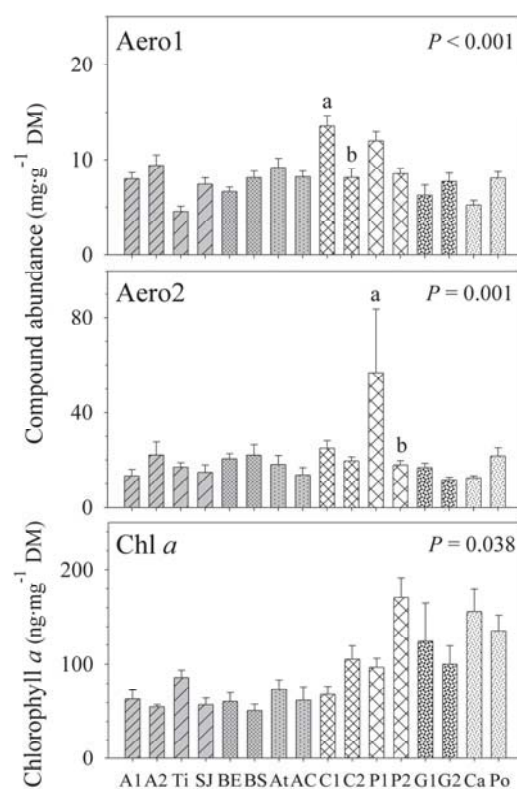 Aero1
P < 0.001
20
a
b
10
0
Compound abundance (mg·g⁻¹ DM)
Aero2
P = 0.001
80
a
40
b
0
Chl a
P = 0.038
200
100
0
Chlorophyll a (ng·mg⁻¹ DM)
A1 A2 Ti SJ BE BS At AC C1 C2 P1 P2 G1 G2 Ca Po